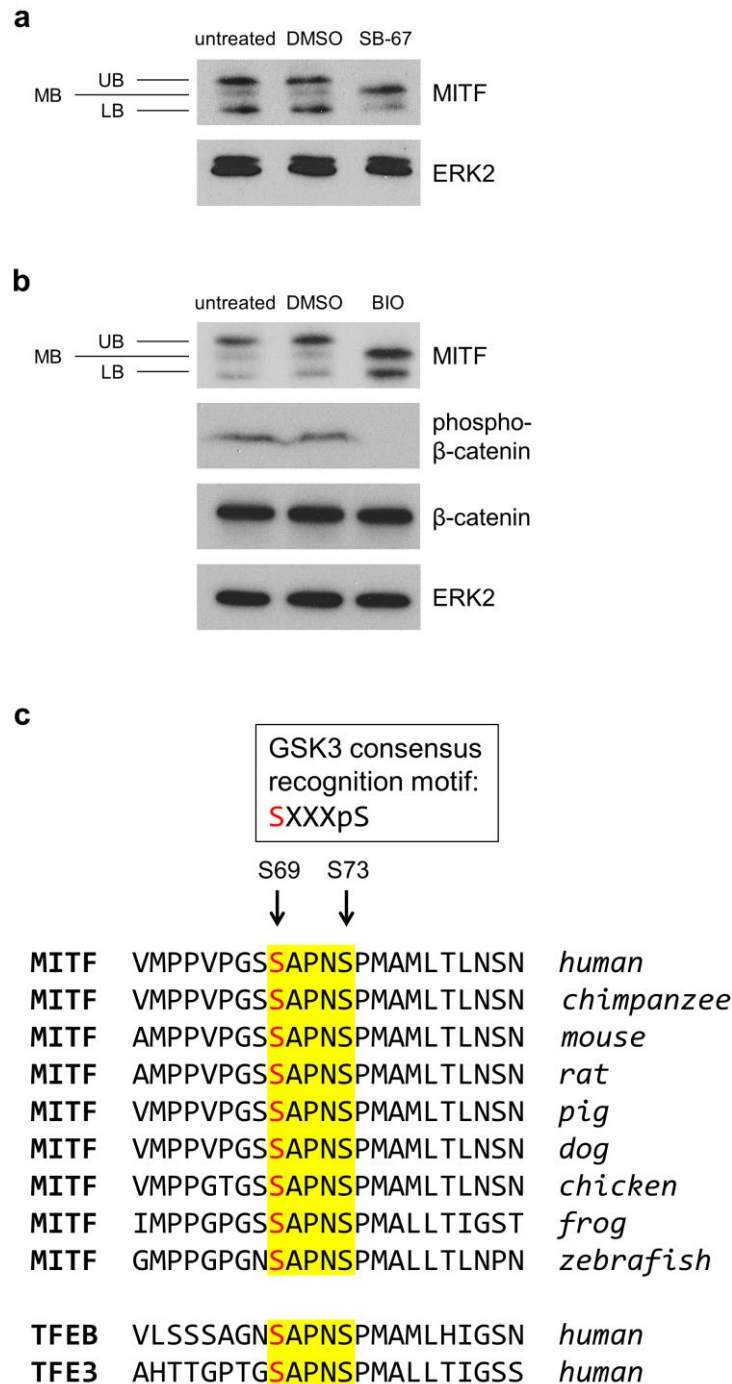 a
untreated DMSO SB-67
UB
MB
LB
MITF
ERK2
b
untreated DMSO BIO
UB
MB
LB
MITF
phospho-
β-catenin
β-catenin
ERK2
c
GSK3 consensus
recognition motif:
SXXXpS
S69 S73
MITF VMPPVPGSSAPNSPMAMLTLNSN human
MITF VMPPVPGSSAPNSPMAMLTLNSN chimpanzee
MITF AMPPVPGSSAPNSPMAMLTLNSN mouse
MITF AMPPVPGSSAPNSPMAMLTLNSN rat
MITF VMPPVPGSSAPNSPMAMLTLNSN pig
MITF VMPPVPGSSAPNSPMAMLTLNSN dog
MITF VMPPGTGSSAPNSPMAMLTLNSN chicken
MITF IMPPGPGSSAPNSPMALLTIGST frog
MITF GMPPGPGNSAPNSPMALLTLNPN zebrafish
TFEB VLSSSAGNSAPNSPMAMLHIGSN human
TFE3 AHTTGPTGSAPNSPMALLTIGSS human